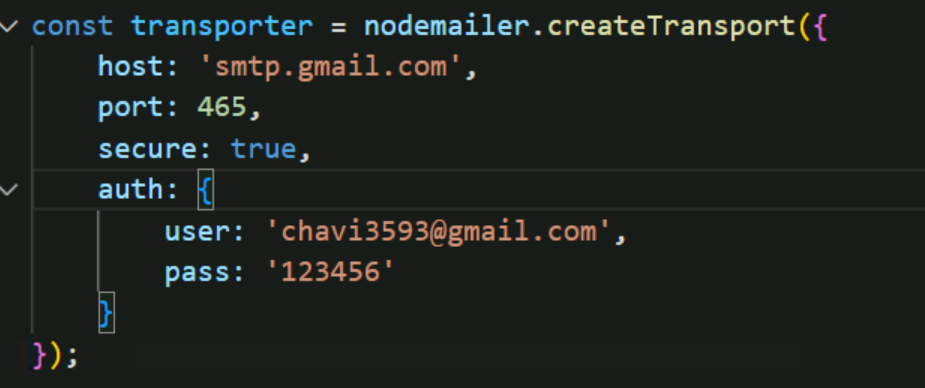 const transporter = nodemailer.createTransport({
host: 'smtp.gmail.com',
port: 465,
secure: true,
auth: {
user: 'chavi3593@gmail.com',
pass: '123456'
}
});